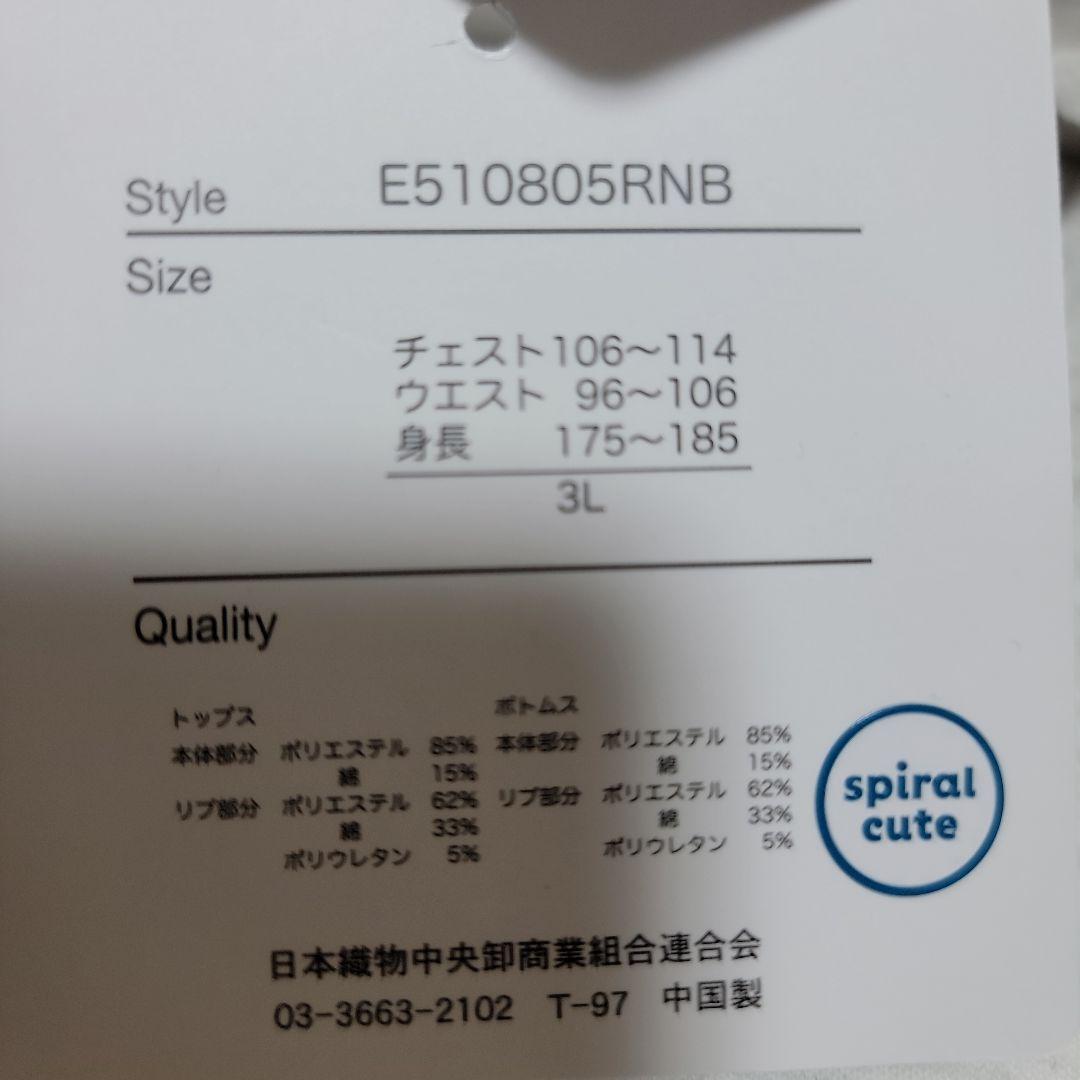 Style E510805RNB
Size
チェスト 106〜114
ウエスト 96〜106
身長 175〜185
3L
Quality
トップス
本体部分 ポリエステル 85%
綿 15%
リブ部分 ポリエステル 62%
綿 33%
ポリウレタン 5%
ボトムス
本体部分 ポリエステル 85%
綿 15%
リブ部分 ポリエステル 62%
綿 33%
ポリウレタン 5%
spiral
cute
日本織物中央卸商業組合連合会
03-3663-2102 T-97 中国製